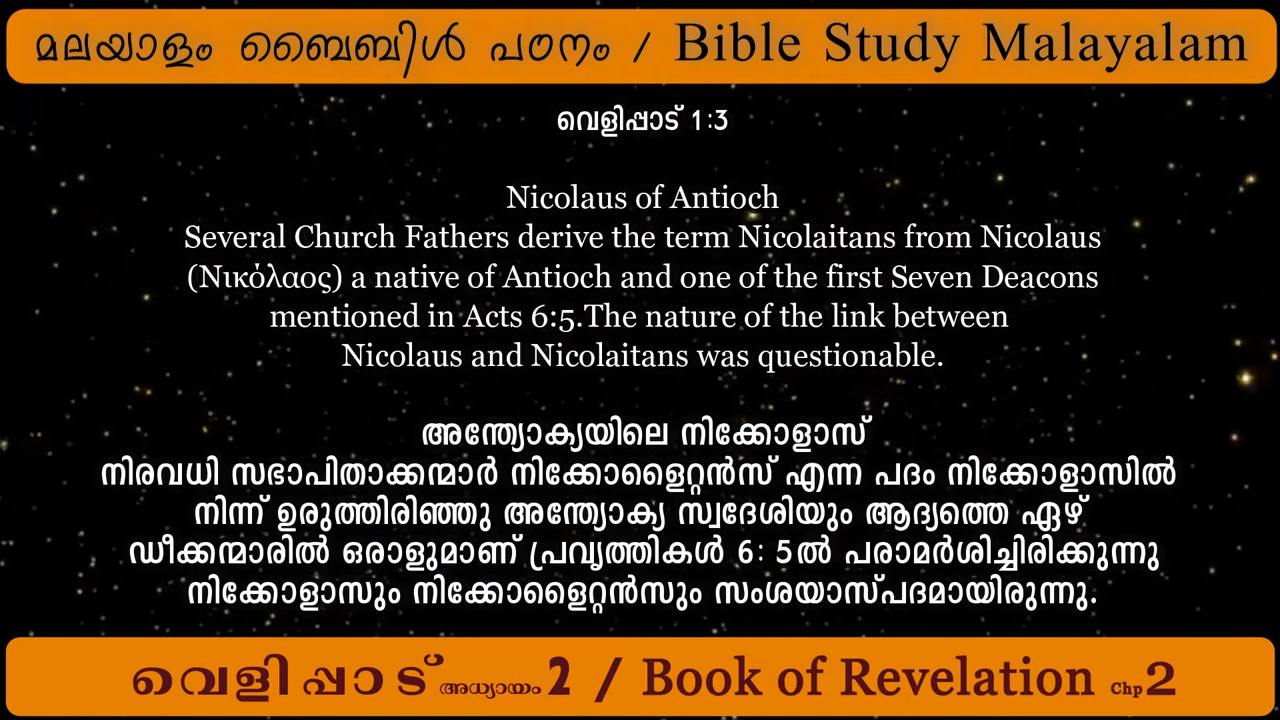 മലയാളം ബൈബിൾ പഠനം / Bible Study Malayalam
വെളിപ്പാട് 1:3
Nicolaus of Antioch
Several Church Fathers derive the term Nicolaitans from Nicolaus
(Νικόλαος) a native of Antioch and one of the first Seven Deacons
mentioned in Acts 6:5.The nature of the link between
Nicolaus and Nicolaitans was questionable.
അന്ത്യോക്യയിലെ നിക്കോളാസ്
നിരവധി സഭാപിതാക്കന്മാർ നിക്കോളൈറ്റൻസ് എന്ന പദം നിക്കോളാസിൽ
നിന്ന് ഉരുത്തിരിഞ്ഞു അന്ത്യോക്യ സ്വദേശിയും ആദ്യത്തെ ഏഴ്
ഡീക്കന്മാരിൽ ഒരാളുമാണ് പ്രവൃത്തികൾ 6: 5ൽ പരാമർശിച്ചിരിക്കുന്നു
നിക്കോളാസും നിക്കോളൈറ്റൻസും സംശയാസ്പദമായിരുന്നു.
വെളിപ്പാട് അധ്യായം 2 / Book of Revelation Chp 2